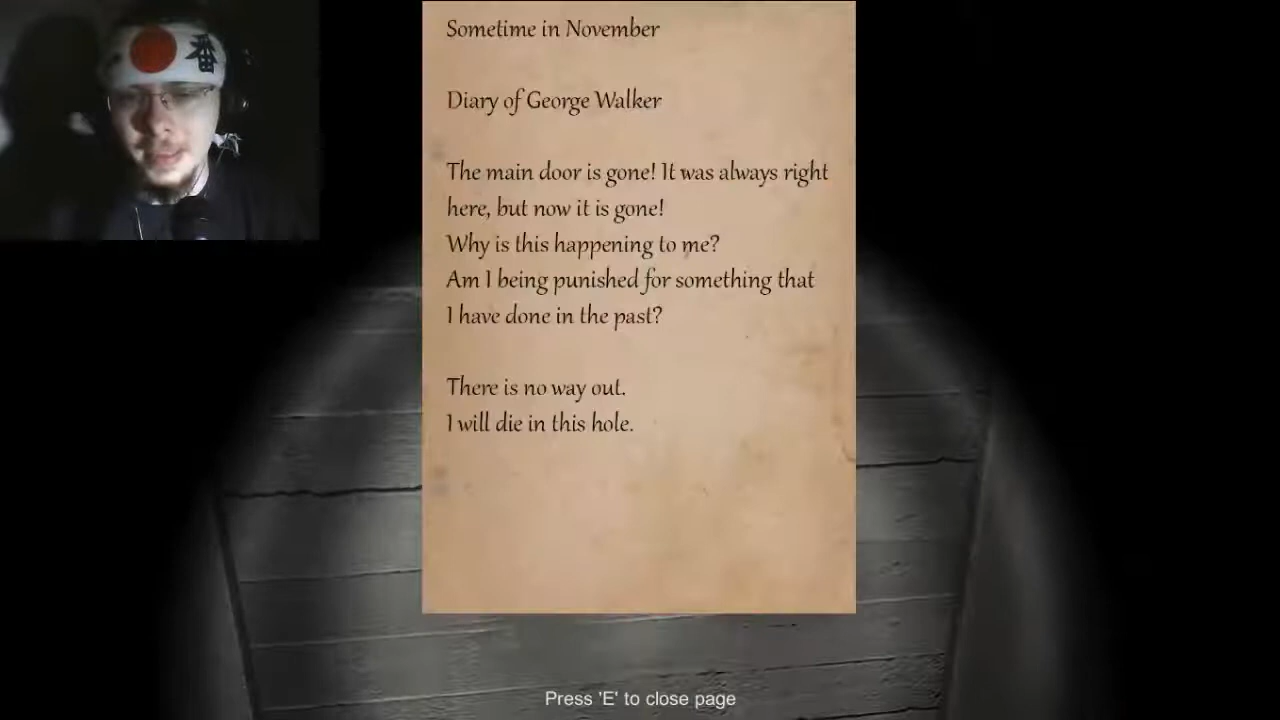 番
Sometime in November
Diary of George Walker
The main door is gone! It was always right
here, but now it is gone!
Why is this happening to me?
Am I being punished for something that
I have done in the past?
There is no way out.
I will die in this hole.
Press 'E' to close page